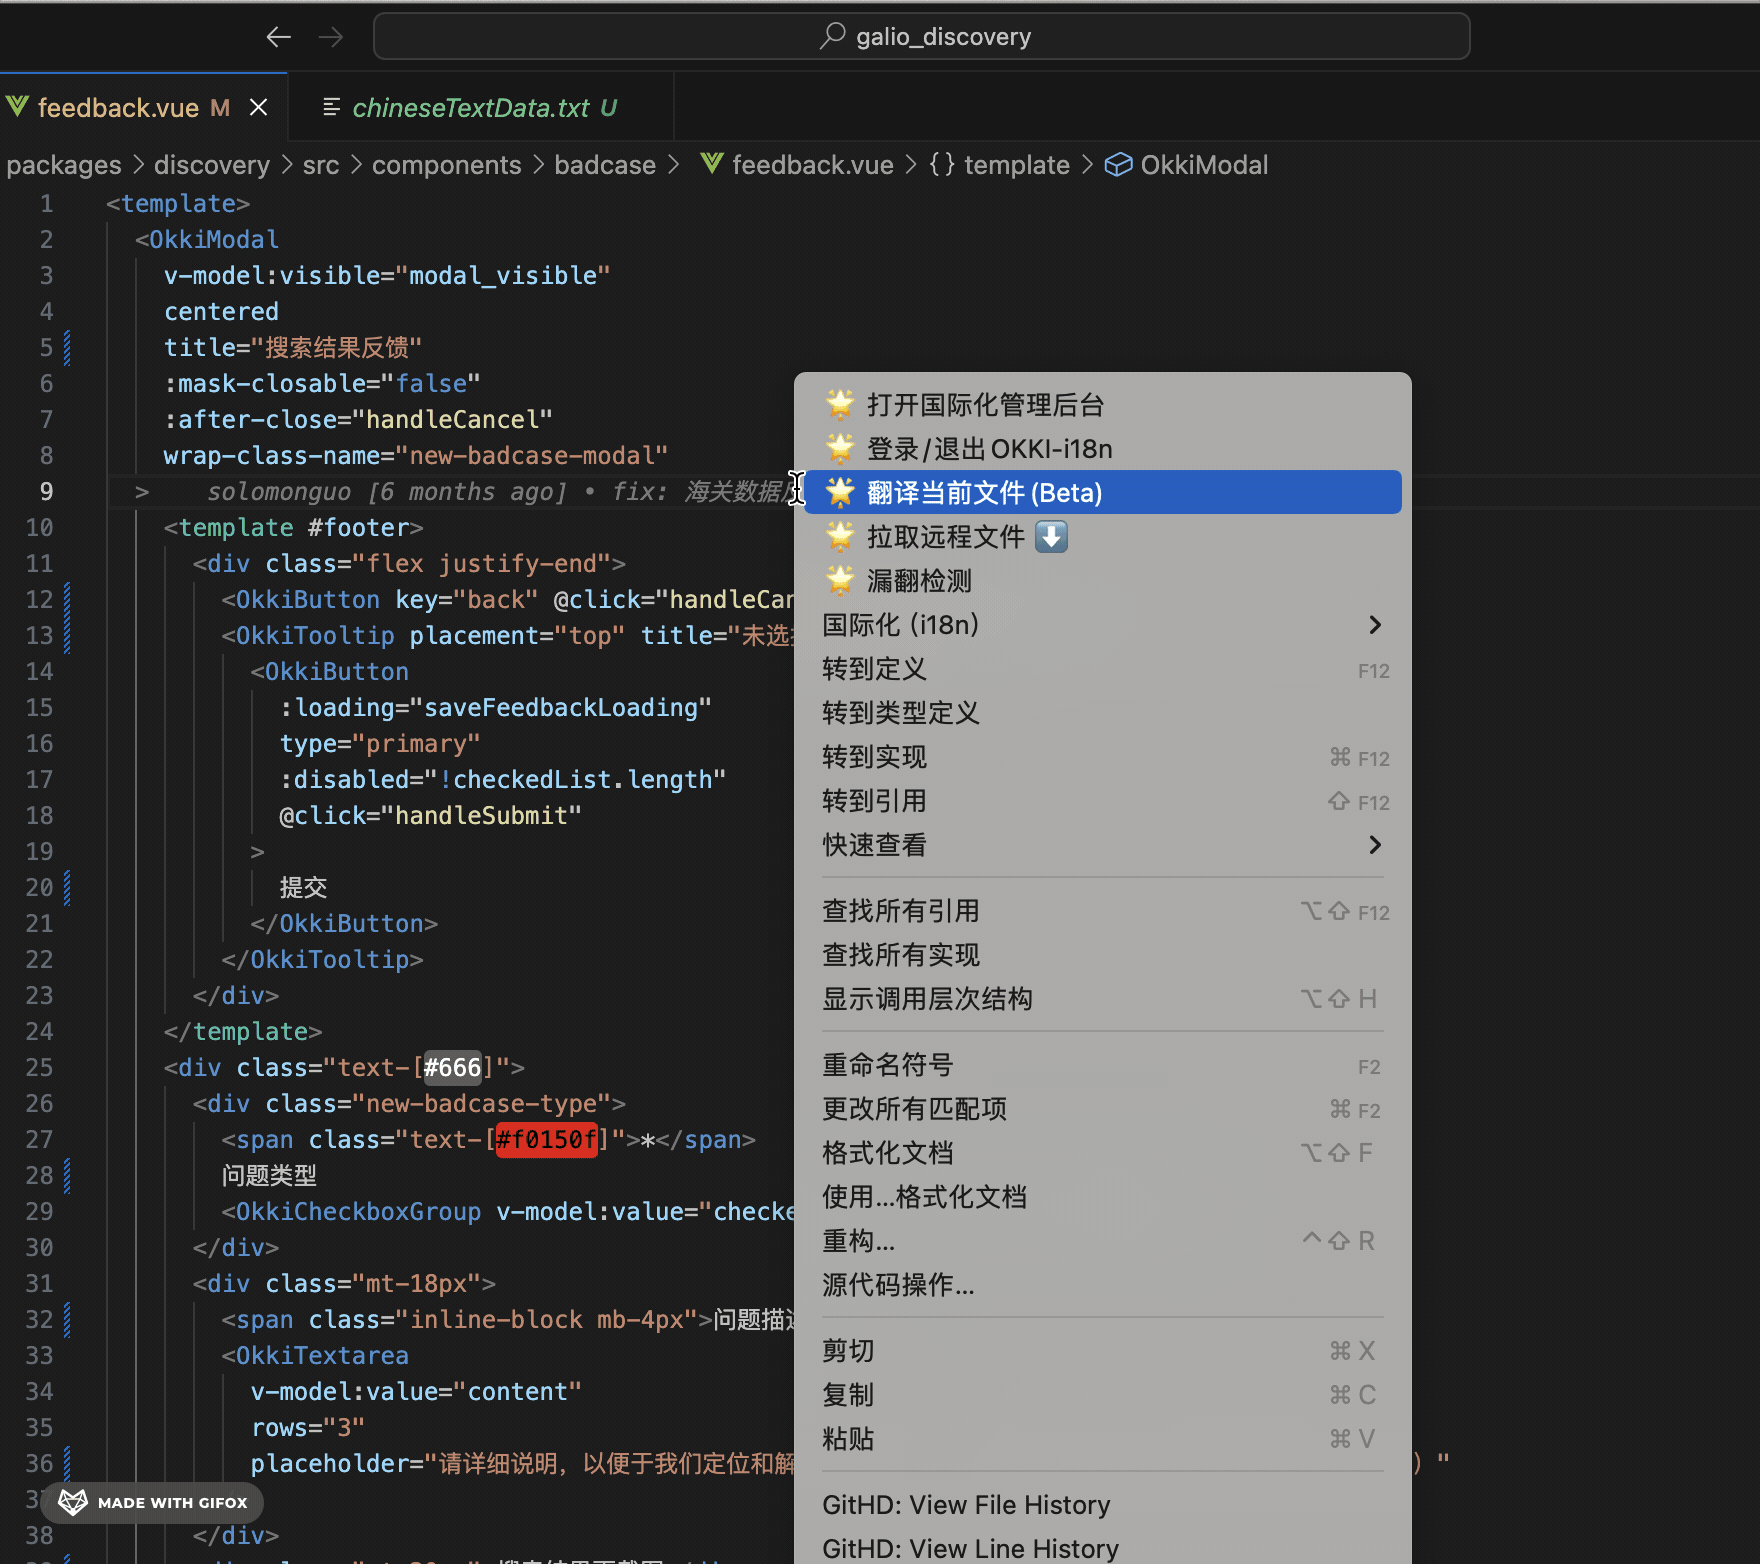 galio_discovery
feedback.vue M
chineseTextData.txt U
packages > discovery > src > components > badcase > feedback.vue > {} template > OkkiModal
1 <template>
2 <OkkiModal
3 v-model:visible="modal_visible"
4 centered
5 title="搜索结果反馈"
6 :mask-closable="false"
7 :after-close="handleCancel"
8 wrap-class-name="new-badcase-modal"
9 > solomonguo [6 months ago] • fix: 海关数据
10 <template #footer>
11 <div class="flex justify-end">
12 <OkkiButton key="back" @click="handleCan
13 <OkkiTooltip placement="top" title="未选
14 <OkkiButton
15 :loading="saveFeedbackLoading"
16 type="primary"
17 :disabled="!checkedList.length"
18 @click="handleSubmit"
19 >
20 提交
21 </OkkiButton>
22 </OkkiTooltip>
23 </div>
24 </template>
25 <div class="text-[#666]">
26 <div class="new-badcase-type">
27 <span class="text-[#f0150f]">*</span>
28 问题类型
29 <OkkiCheckboxGroup v-model:value="checke
30 </div>
31 <div class="mt-18px">
32 <span class="inline-block mb-4px">问题描
33 <OkkiTextarea
34 v-model:value="content"
35 rows="3"
36 placeholder="请详细说明，以便于我们定位和解 ) "
37
38 </div>
MADE WITH GIFOX
🌟 打开国际化管理后台
🌟 登录/退出 OKKI-i18n
🌟 翻译当前文件 (Beta)
🌟 拉取远程文件 ⬇️
🌟 漏翻检测
国际化 (i18n)
转到定义 F12
转到类型定义
转到实现 ⌘ F12
转到引用 ⇧ F12
快速查看
查找所有引用 ⌥⇧ F12
查找所有实现
显示调用层次结构 ⌥⇧ H
重命名符号 F2
更改所有匹配项 ⌘ F2
格式化文档 ⌥⇧ F
使用...格式化文档
重构... ^⇧ R
源代码操作...
剪切 ⌘ X
复制 ⌘ C
粘贴 ⌘ V
GitHD: View File History
GitHD: View Line History